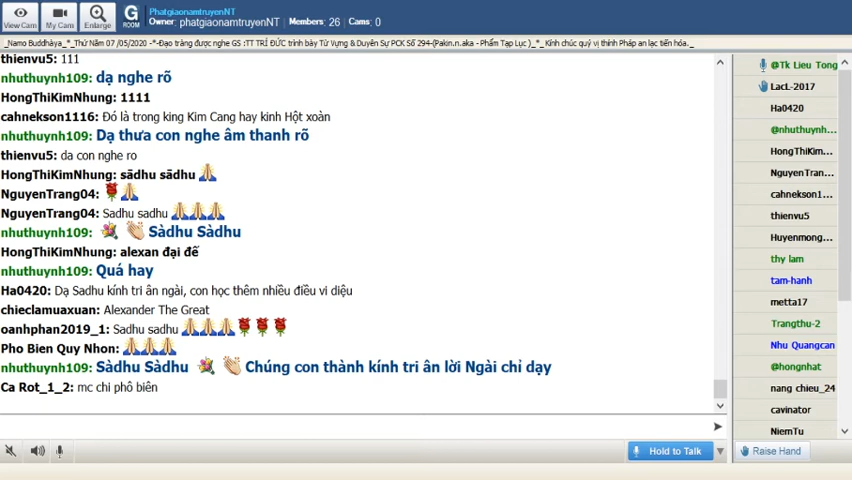 View Cam
My Cam
Enlarge
G
ROOM
PhatgiaonamtruyenNT
Owner: phatgiaonamtruyenNT Members: 26 Cams: 0
_Namo Buddhàya_*_Thứ Năm 07 /05/2020 -*-Đạo tràng được nghe GS :TT TRÍ ĐỨC trình bày Từ Vựng & Duyên Sự PCK Số 294-(Pakin.n.aka - Phẩm Tạp Lục )_*_ Kính chúc quý vị thính Pháp an lạc tiến hóa._
thienvu5: 111
nhuthuynh109: dạ nghe rõ
HongThiKimNhung: 1111
cahnekson1116: Đó là trong king Kim Cang hay kinh Hột xoàn
nhuthuynh109: Dạ thưa con nghe âm thanh rõ
thienvu5: da con nghe ro
HongThiKimNhung: sādhu sādhu 🙏
NguyenTrang04: 🌹🙏
NguyenTrang04: Sadhu sadhu 🙏🙏🙏
nhuthuynh109: 💐 👏 Sàdhu Sàdhu
HongThiKimNhung: alexan đại đế
nhuthuynh109: Quá hay
Ha0420: Dạ Sadhu kính tri ân ngài, con học thêm nhiều điều vi diệu
chieclamuaxuan: Alexander The Great
oanhphan2019_1: Sadhu sadhu 🙏🙏🙏🌹🌹🌹
Pho Bien Quy Nhon: 🙏🙏🙏
nhuthuynh109: Sàdhu Sàdhu 💐 👏 Chúng con thành kính tri ân lời Ngài chỉ dạy
Ca Rot_1_2: mc chi phô biên
@Tk Lieu Tong
LacL-2017
Ha0420
@nhuthuynh...
HongThiKim...
NguyenTran...
cahnekson1...
thienvu5
Huyenmong...
thy lam
tam-hanh
metta17
Trangthu-2
Nhu Quangcan
@hongnhat
nang chieu_24
cavinator
NiemTu
Hold to Talk
Raise Hand